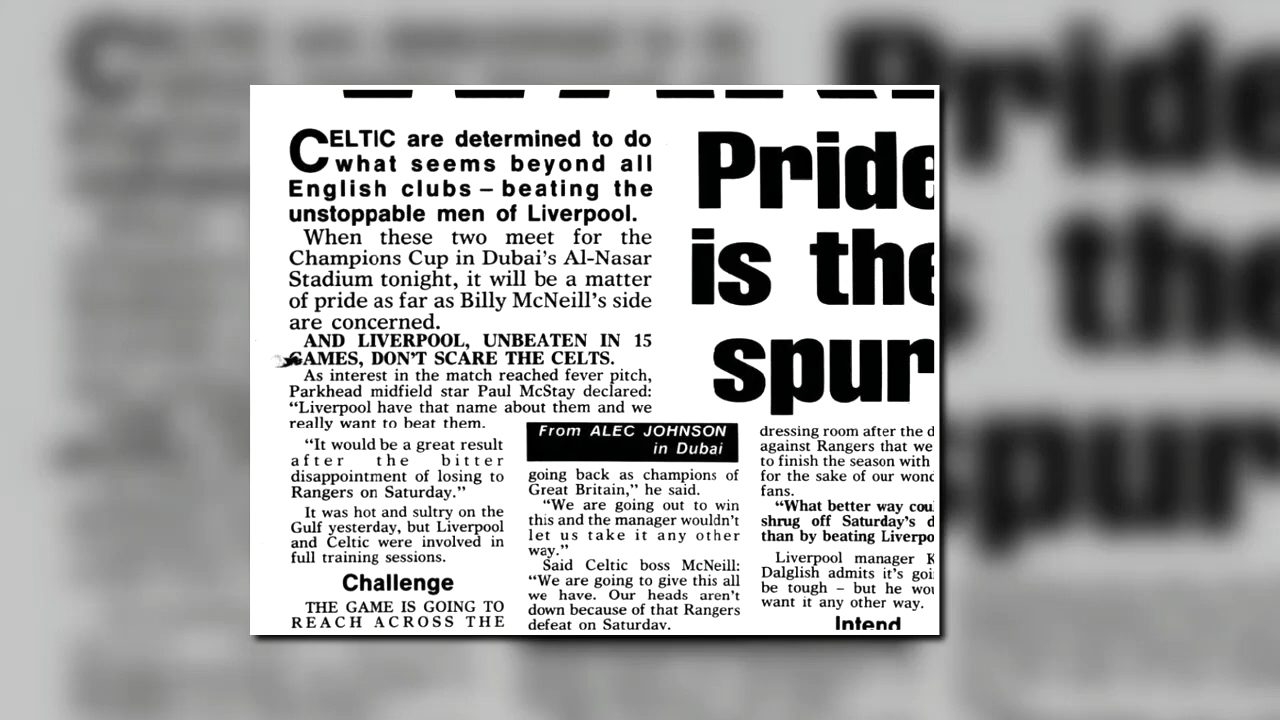 CELTIC are determined to do
what seems beyond all
English clubs – beating the
unstoppable men of Liverpool.
When these two meet for the
Champions Cup in Dubai's Al-Nasar
Stadium tonight, it will be a matter
of pride as far as Billy McNeill's side
are concerned.
AND LIVERPOOL, UNBEATEN IN 15
GAMES, DON'T SCARE THE CELTS.
As interest in the match reached fever pitch,
Parkhead midfield star Paul McStay declared:
“Liverpool have that name about them and we
really want to beat them.
“It would be a great result
after the bitter
disappointment of losing to
Rangers on Saturday.”
It was hot and sultry on the
Gulf yesterday, but Liverpool
and Celtic were involved in
full training sessions.
Challenge
THE GAME IS GOING TO
REACH ACROSS THE
Pride
is the
spur
From ALEC JOHNSON
in Dubai
going back as champions of
Great Britain,” he said.
“We are going out to win
this and the manager wouldn't
let us take it any other
way.”
Said Celtic boss McNeill:
“We are going to give this all
we have. Our heads aren't
down because of that Rangers
defeat on Saturday.
dressing room after the d
against Rangers that we
to finish the season with
for the sake of our wond
fans.
“What better way cou
shrug off Saturday's d
than by beating Liverpo
Liverpool manager K
Dalglish admits it's goi
be tough – but he wou
want it any other way.
Intend